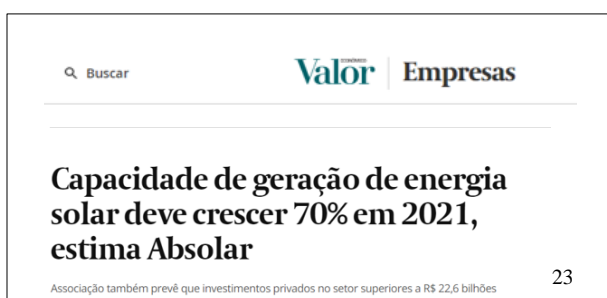 Buscar
ECONÔMICO
Valor Empresas
Capacidade de geração de energia
solar deve crescer 70% em 2021,
estima Absolar
Associação também prevê que investimentos privados no setor superiores a R$ 22,6 bilhões
23